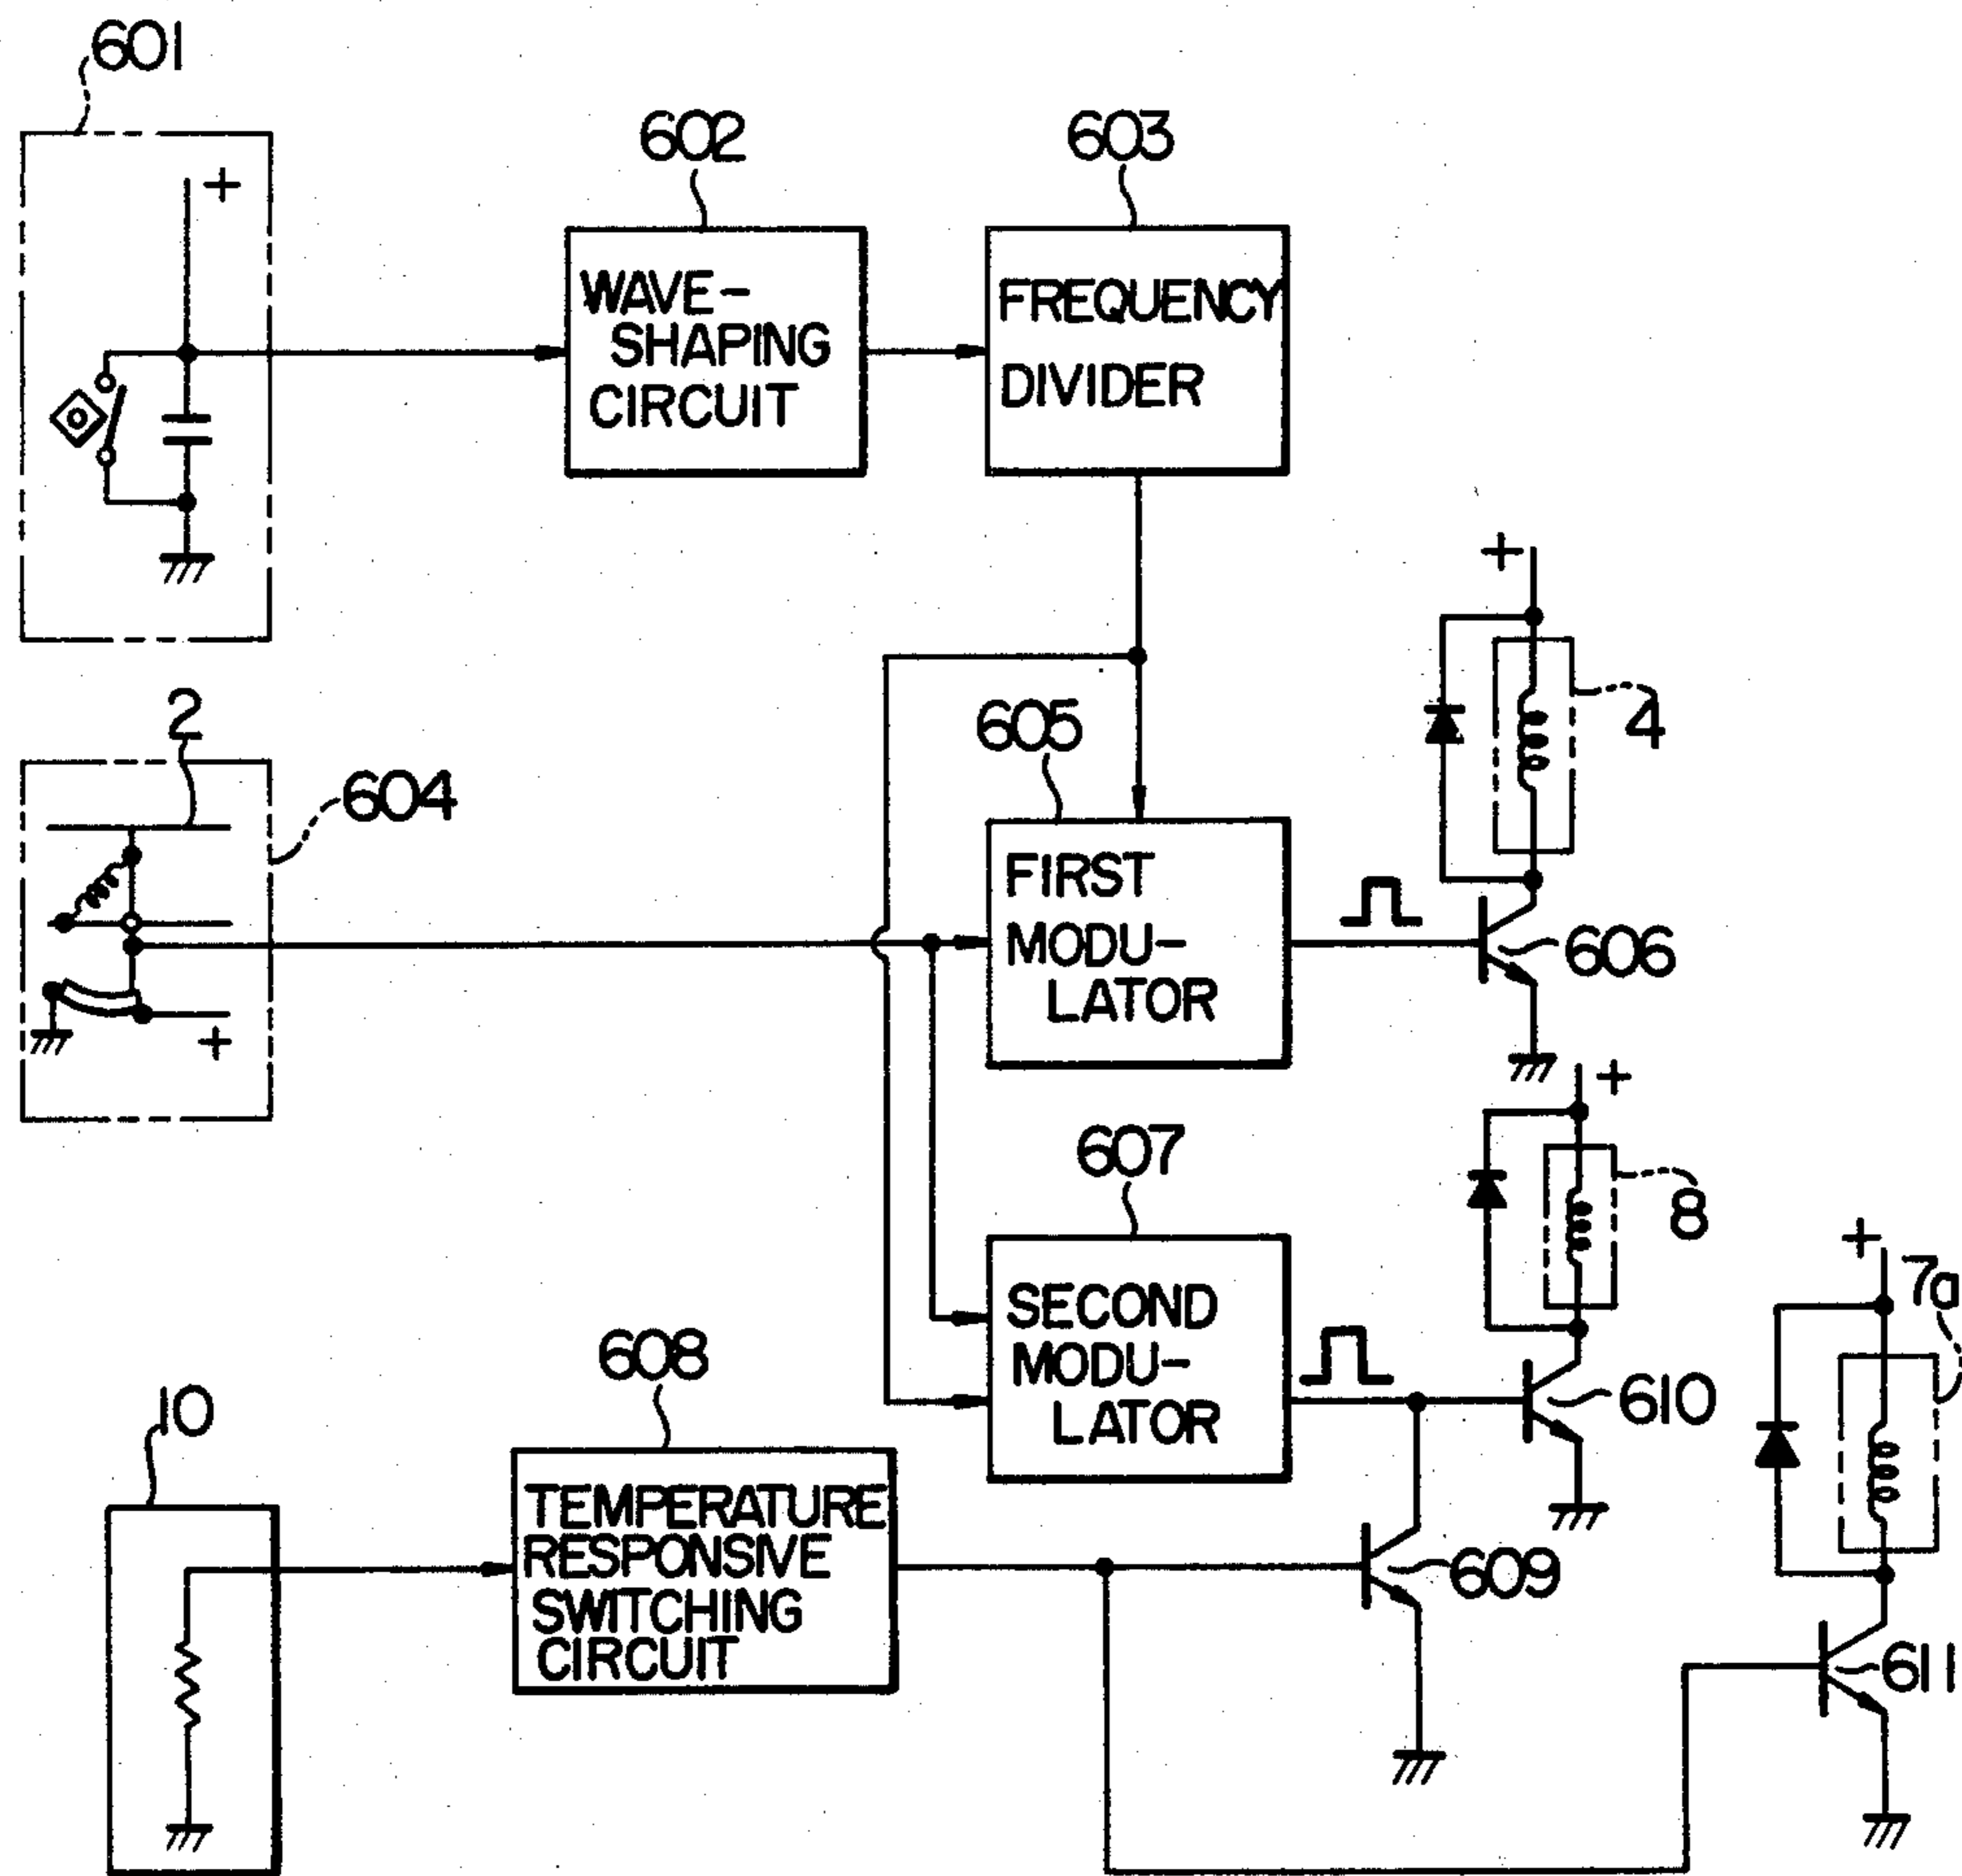 601
+
602
603
WAVE-
SHAPING
CIRCUIT
FREQUENCY
DIVIDER
+
4
2
604
605
FIRST
MODU-
LATOR
606
+
+
607
8
SECOND
MODU-
LATOR
610
+
7a
608
10
TEMPERATURE
RESPONSIVE
SWITCHING
CIRCUIT
609
611